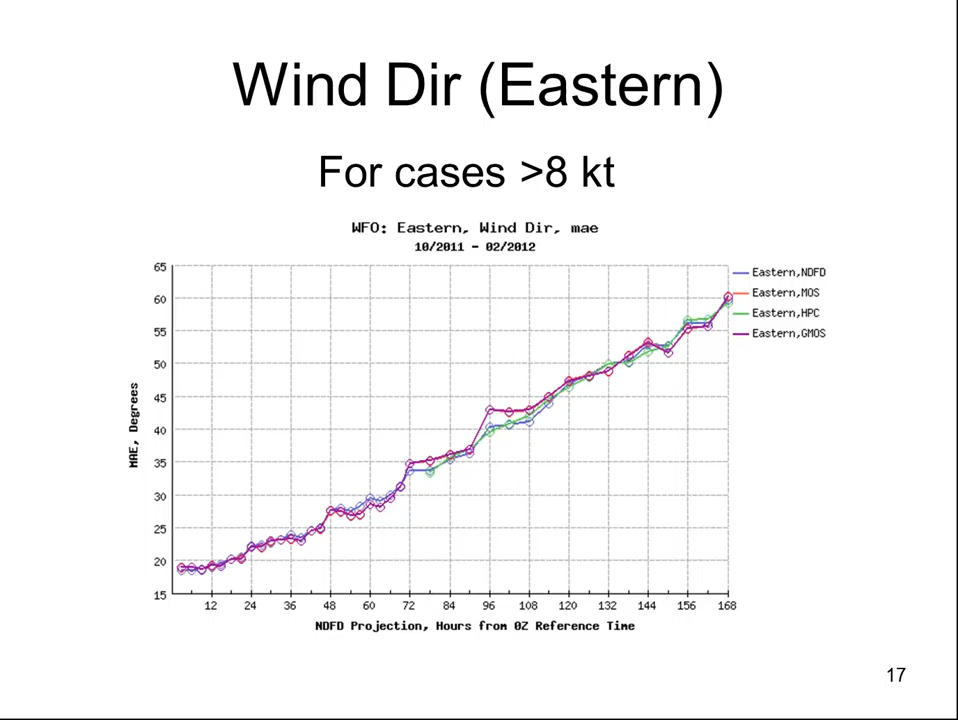 Wind Dir (Eastern)
For cases >8 kt
WFO: Eastern, Wind Dir, mae
10/2011 - 02/2012
65
60
55
50
45
40
35
30
25
20
15
MAE, Degrees
Eastern,NDFD
Eastern,MOS
Eastern,HPC
Eastern,GMOS
12 24 36 48 60 72 84 96 108 120 132 144 156 168
NDFD Projection, Hours from 0Z Reference Time
17